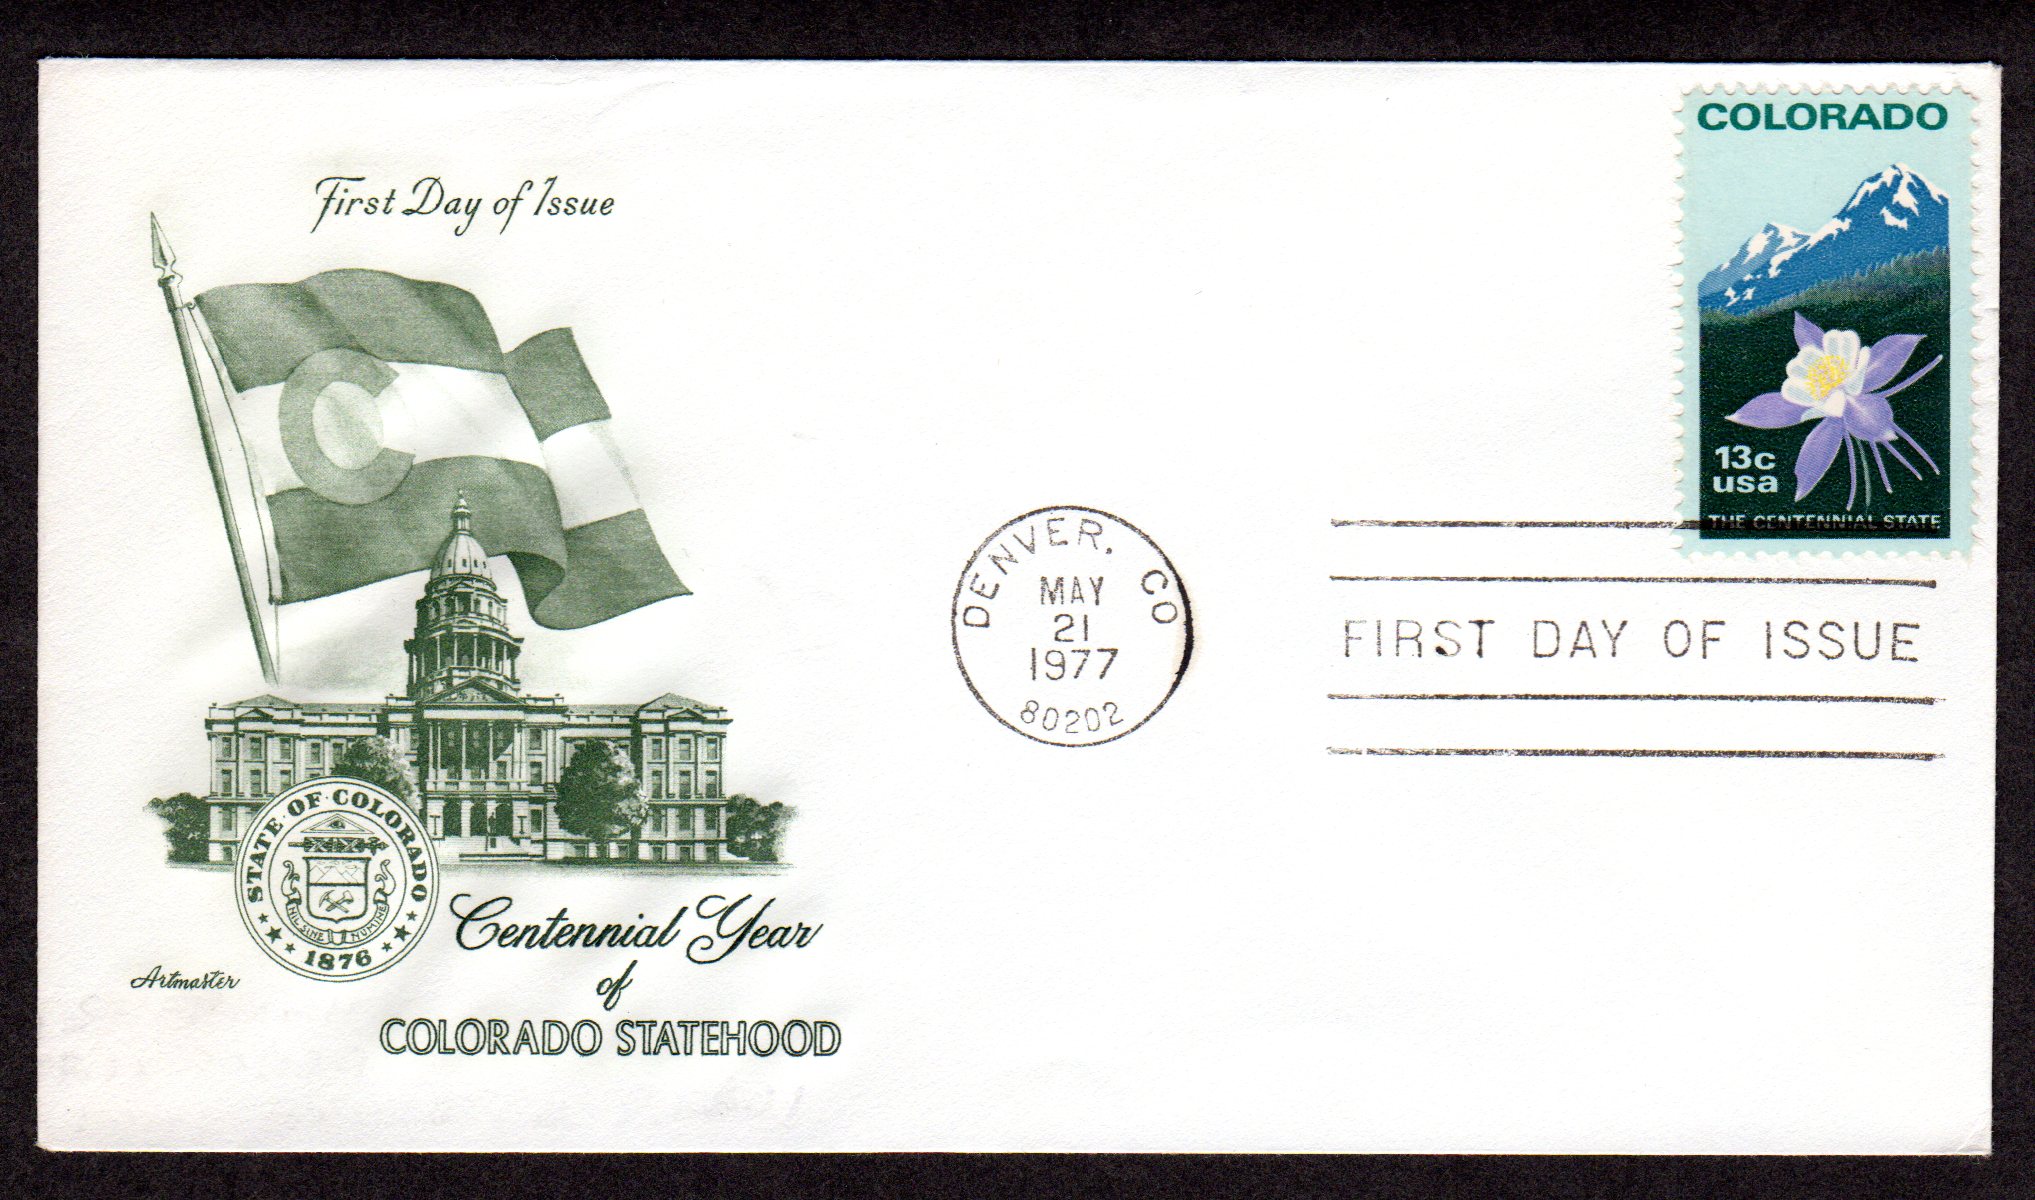 First Day of Issue
COLORADO
13c
usa
THE CENTENNIAL STATE
DENVER, CO
MAY
21
1977
80202
FIRST DAY OF ISSUE
STATE OF COLORADO
NIL SINE NUMINE
1876
Artmaster
Centennial Year
of
COLORADO STATEHOOD